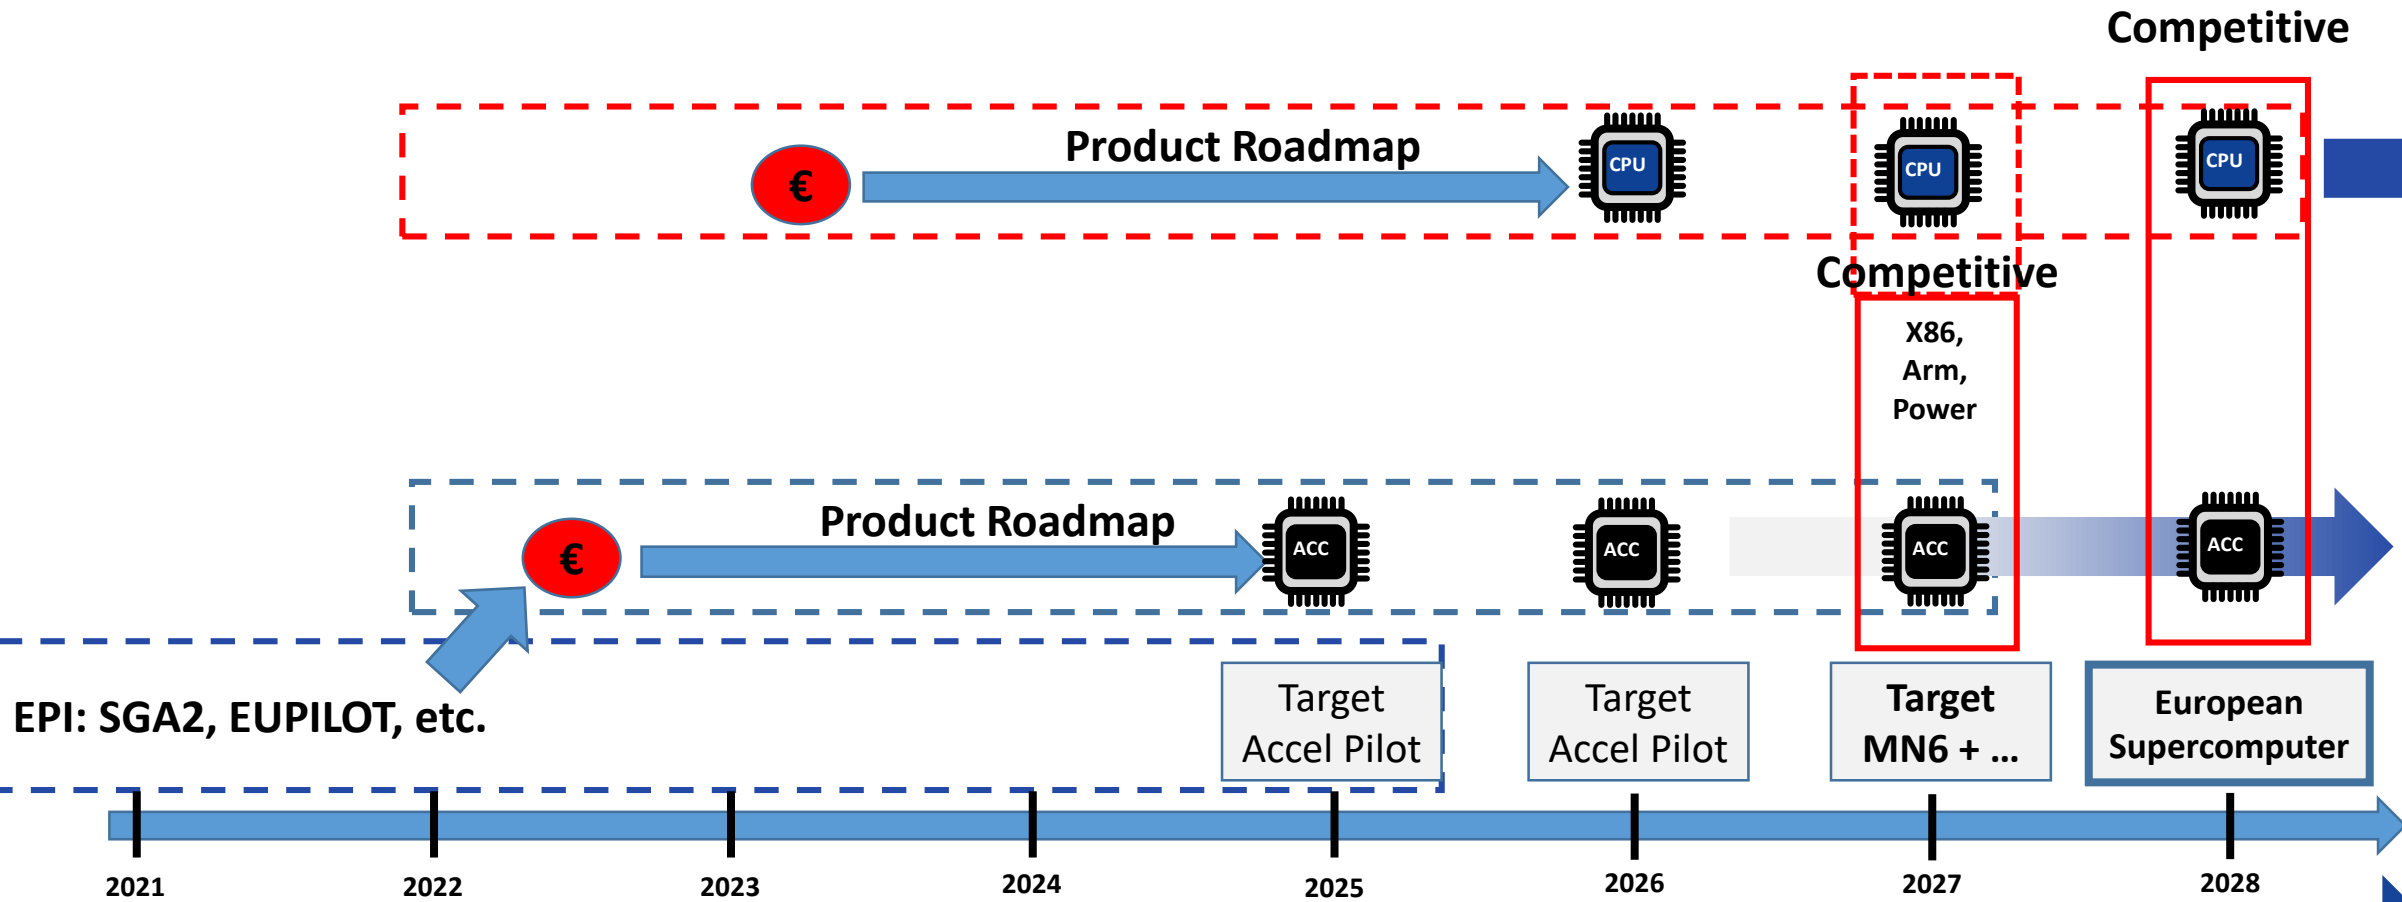 Competitive
Product Roadmap
€
CPU
CPU
CPU
Competitive
X86,
Arm,
Power
Product Roadmap
€
ACC
ACC
ACC
ACC
EPI: SGA2, EUPILOT, etc.
Target
Accel Pilot
Target
Accel Pilot
Target
MN6 + ...
European
Supercomputer
2021
2022
2023
2024
2025
2026
2027
2028